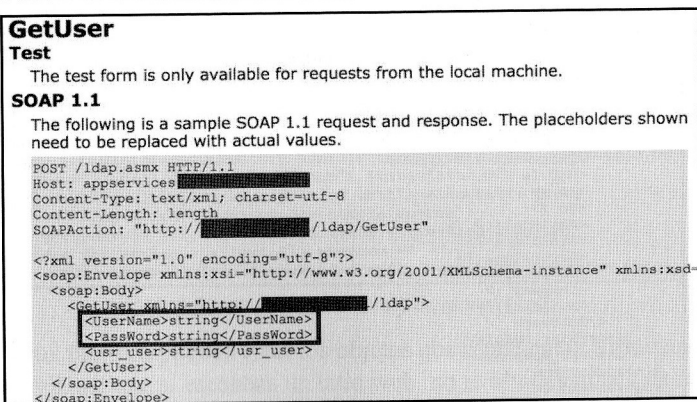 GetUser
Test
The test form is only available for requests from the local machine.
SOAP 1.1
The following is a sample SOAP 1.1 request and response. The placeholders shown
need to be replaced with actual values.
POST /ldap.asmx HTTP/1.1
Host: appservices
Content-Type: text/xml; charset=utf-8
Content-Length: length
SOAPAction: "http:// /ldap/GetUser"
<?xml version="1.0" encoding="utf-8"?>
<soap:Envelope xmlns:xsi="http://www.w3.org/2001/XMLSchema-instance" xmlns:xsd=
<soap:Body>
<GetUser xmlns="http:// /ldap">
<UserName>string</UserName>
<PassWord>string</PassWord>
<usr_user>string</usr_user>
</GetUser>
</soap:Body>
</soap:Envelope>